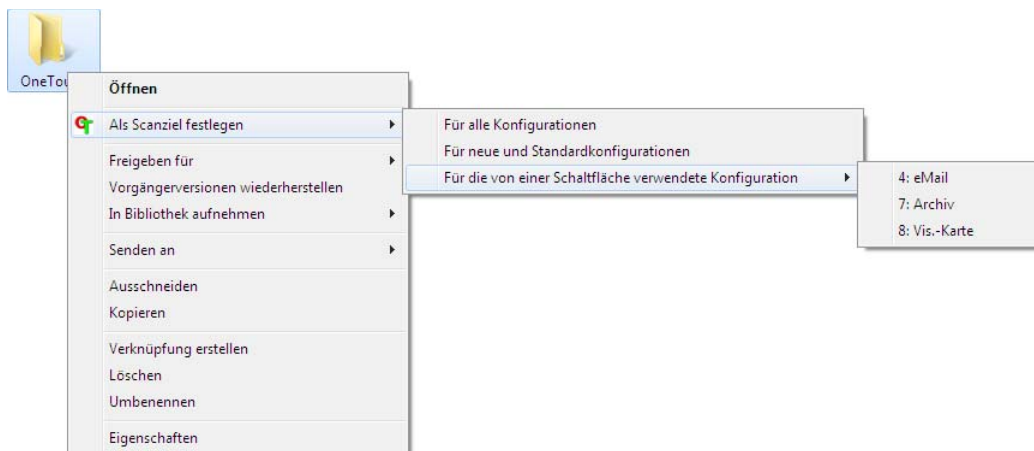 OneTou
Öffnen
Als Scanziel festlegen
Freigeben für
Vorgängerversionen wiederherstellen
In Bibliothek aufnehmen
Senden an
Ausschneiden
Kopieren
Verknüpfung erstellen
Löschen
Umbenennen
Eigenschaften
Für alle Konfigurationen
Für neue und Standardkonfigurationen
Für die von einer Schaltfläche verwendete Konfiguration
4: eMail
7: Archiv
8: Vis.-Karte